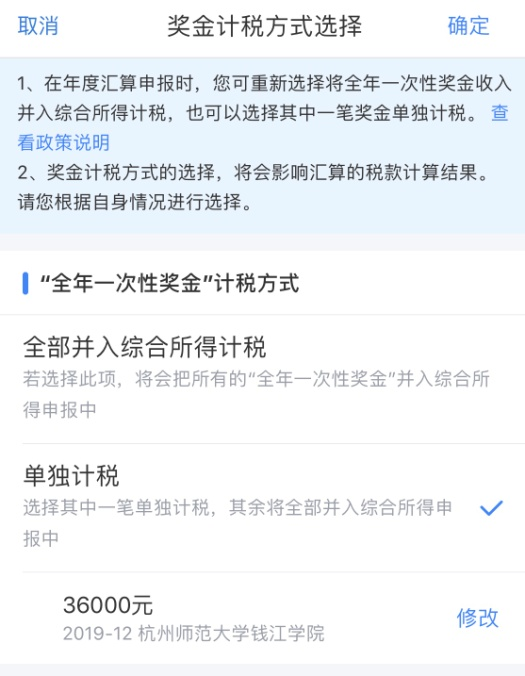 取消 奖金计税方式选择 确定
1、在年度汇算申报时，您可重新选择将全年一次性奖金收入
并入综合所得计税，也可以选择其中一笔奖金单独计税。 查
看政策说明
2、奖金计税方式的选择，将会影响汇算的税款计算结果。
请您根据自身情况进行选择。
“全年一次性奖金”计税方式
全部并入综合所得计税
若选择此项，将会把所有的“全年一次性奖金”并入综合所
得申报中
单独计税
选择其中一笔单独计税，其余将全部并入综合所得申
报中
36000元
修改
2019-12 杭州师范大学钱江学院